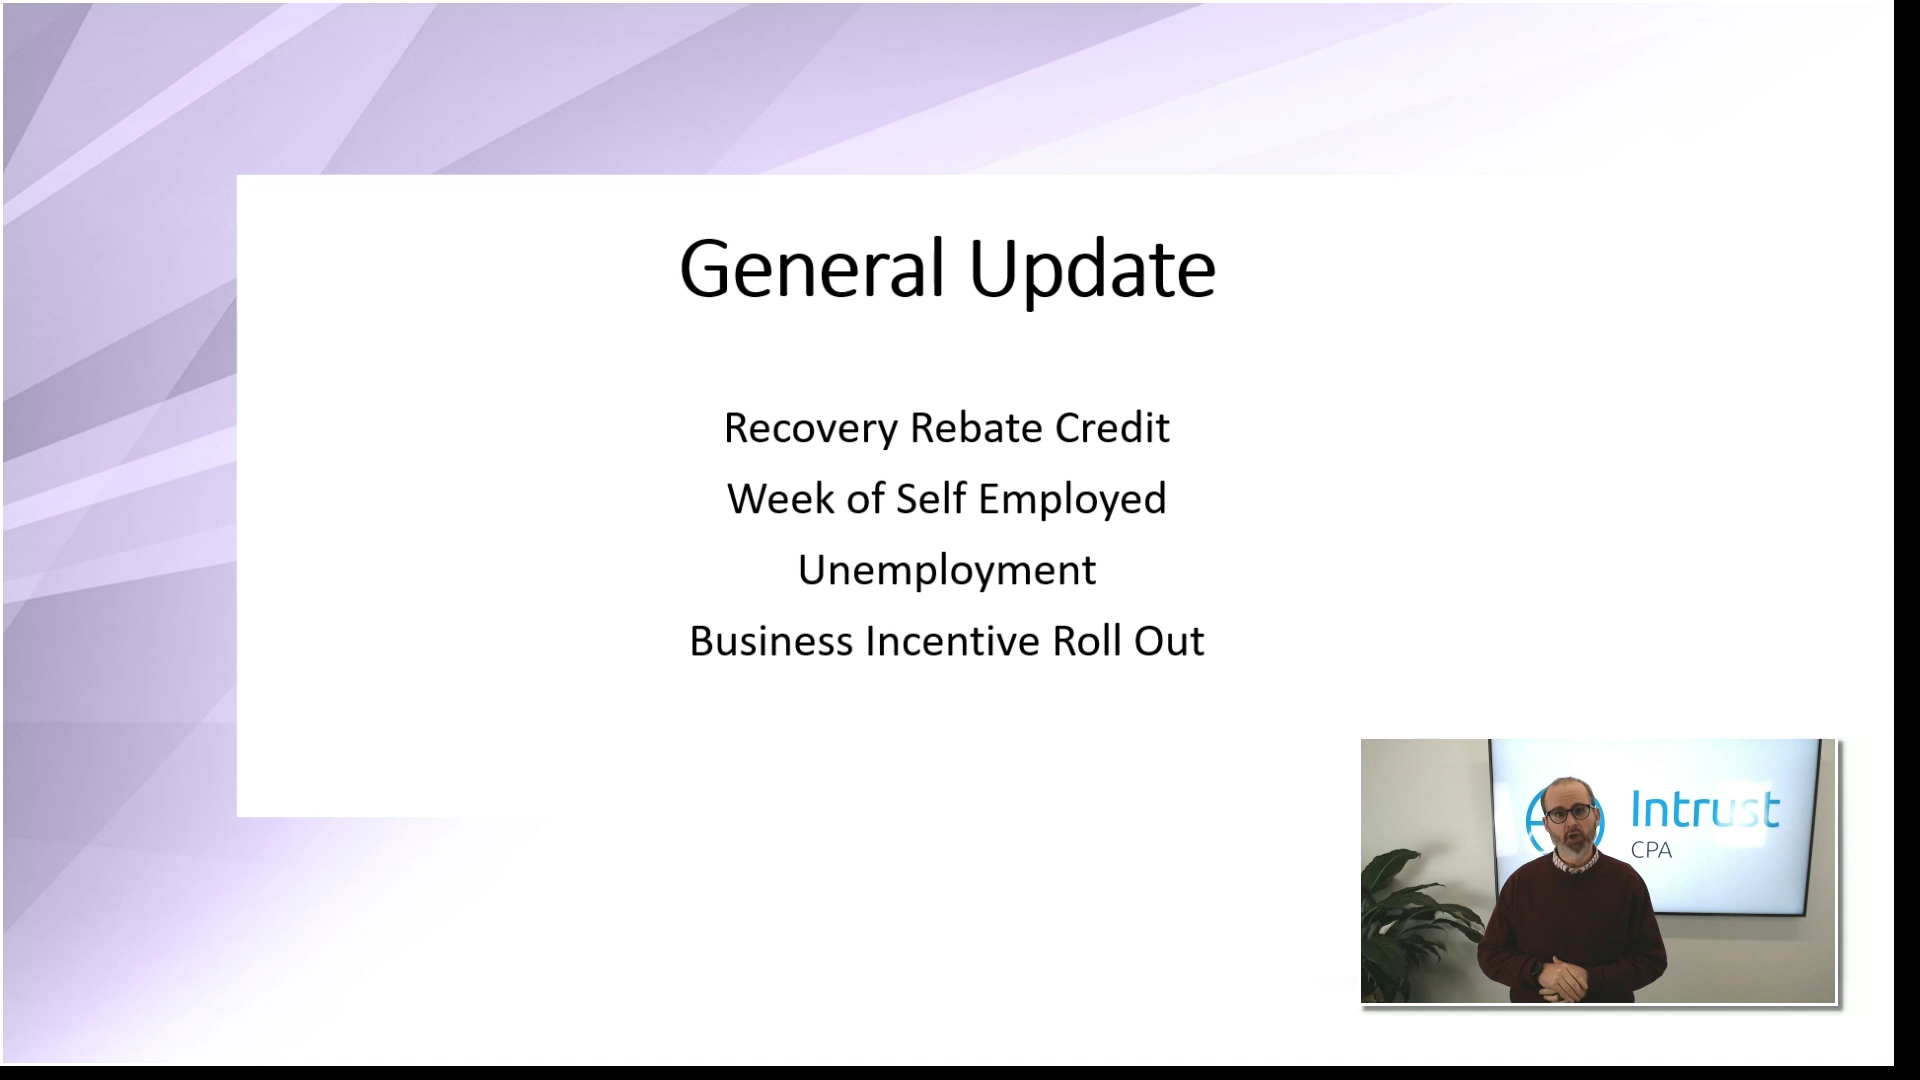 General Update
Recovery Rebate Credit
Week of Self Employed
Unemployment
Business Incentive Roll Out
Intrust
CPA